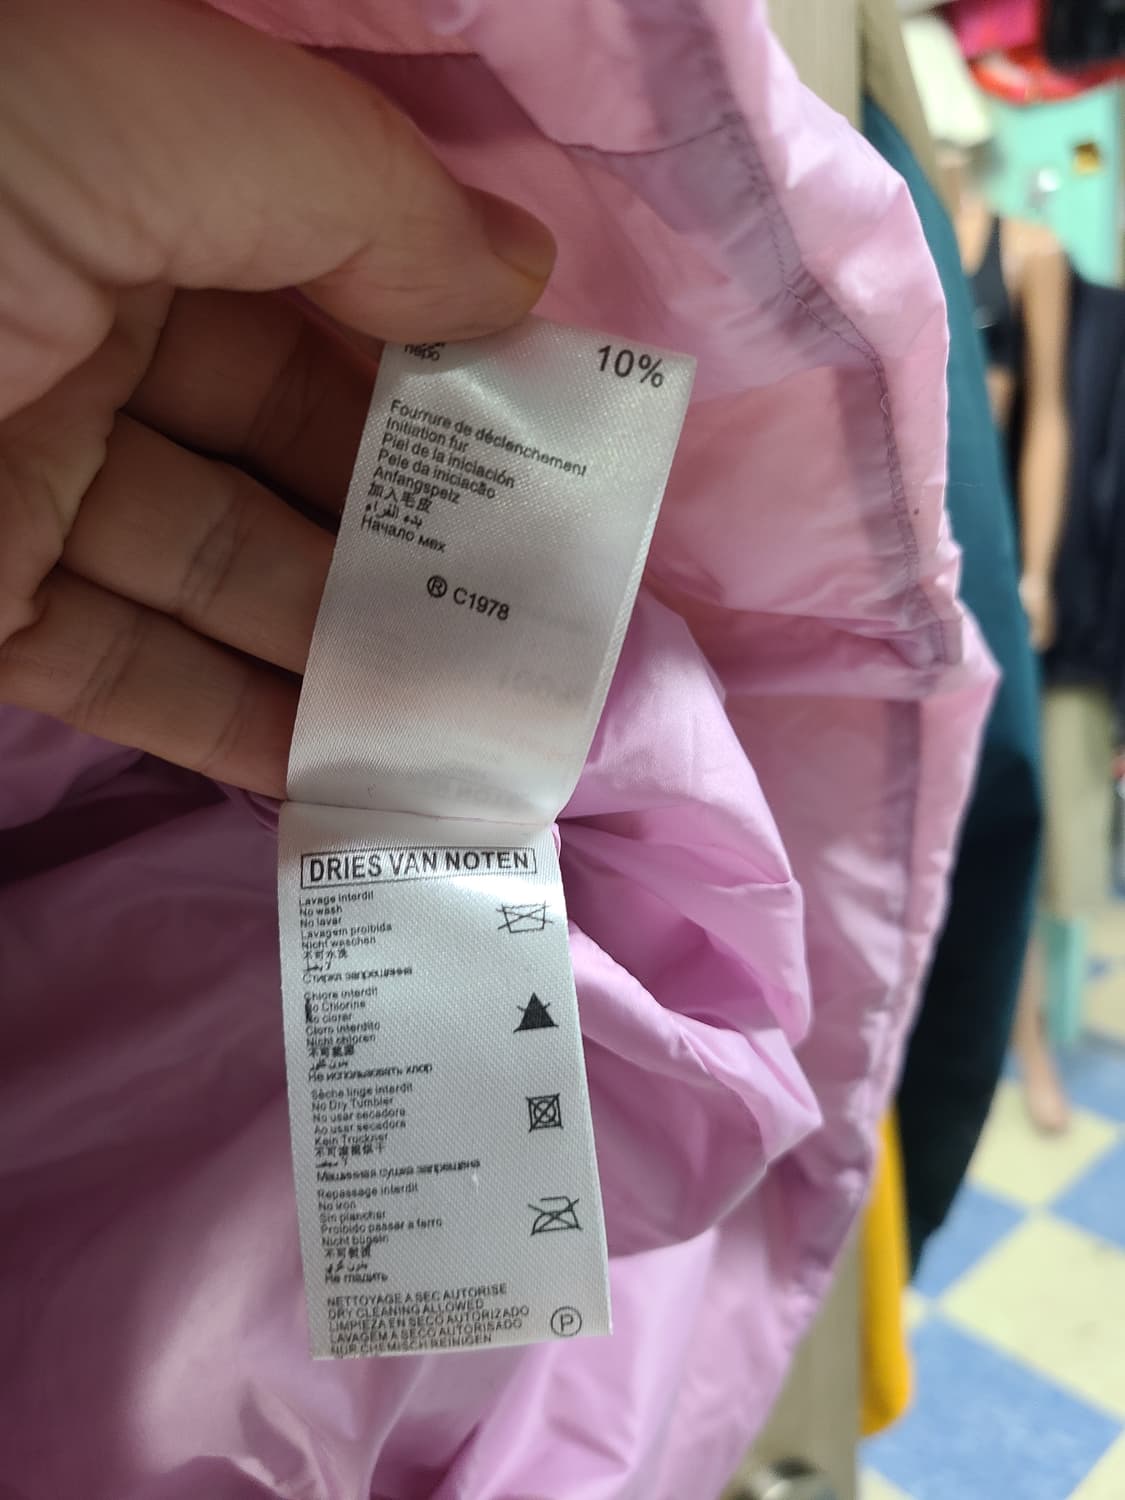 перо
10%
Fourrure de déclenchement
Initiation fur
Piel de la iniciación
Pele da iniciação
Anfangspelz
加入毛皮
بدء الفراء
Начало мех
® C1978
DRIES VAN NOTEN
Lavage interdit
No wash
No lavar
Lavagem proibida
Nicht waschen
不可水洗
Стирка запрещена
Chlore interdit
No Chlorine
No clorar
Cloro interdito
Nicht chloren
Не использовать хлор
Sèche linge interdit
No Dry Tumbler
No usar secadora
Ao usar secadora
Kein Trockner
Машинная сушка запрещена
Repassage interdit
No iron
Sin planchar
Proibido passar a ferro
Nicht bügeln
Не гладить
NETTOYAGE A SEC AUTORISE
DRY CLEANING ALLOWED
LIMPIEZA EN SECO AUTORIZADO
LAVAGEM A SECO AUTORISADO
NUR CHEMISCH REINIGEN
P